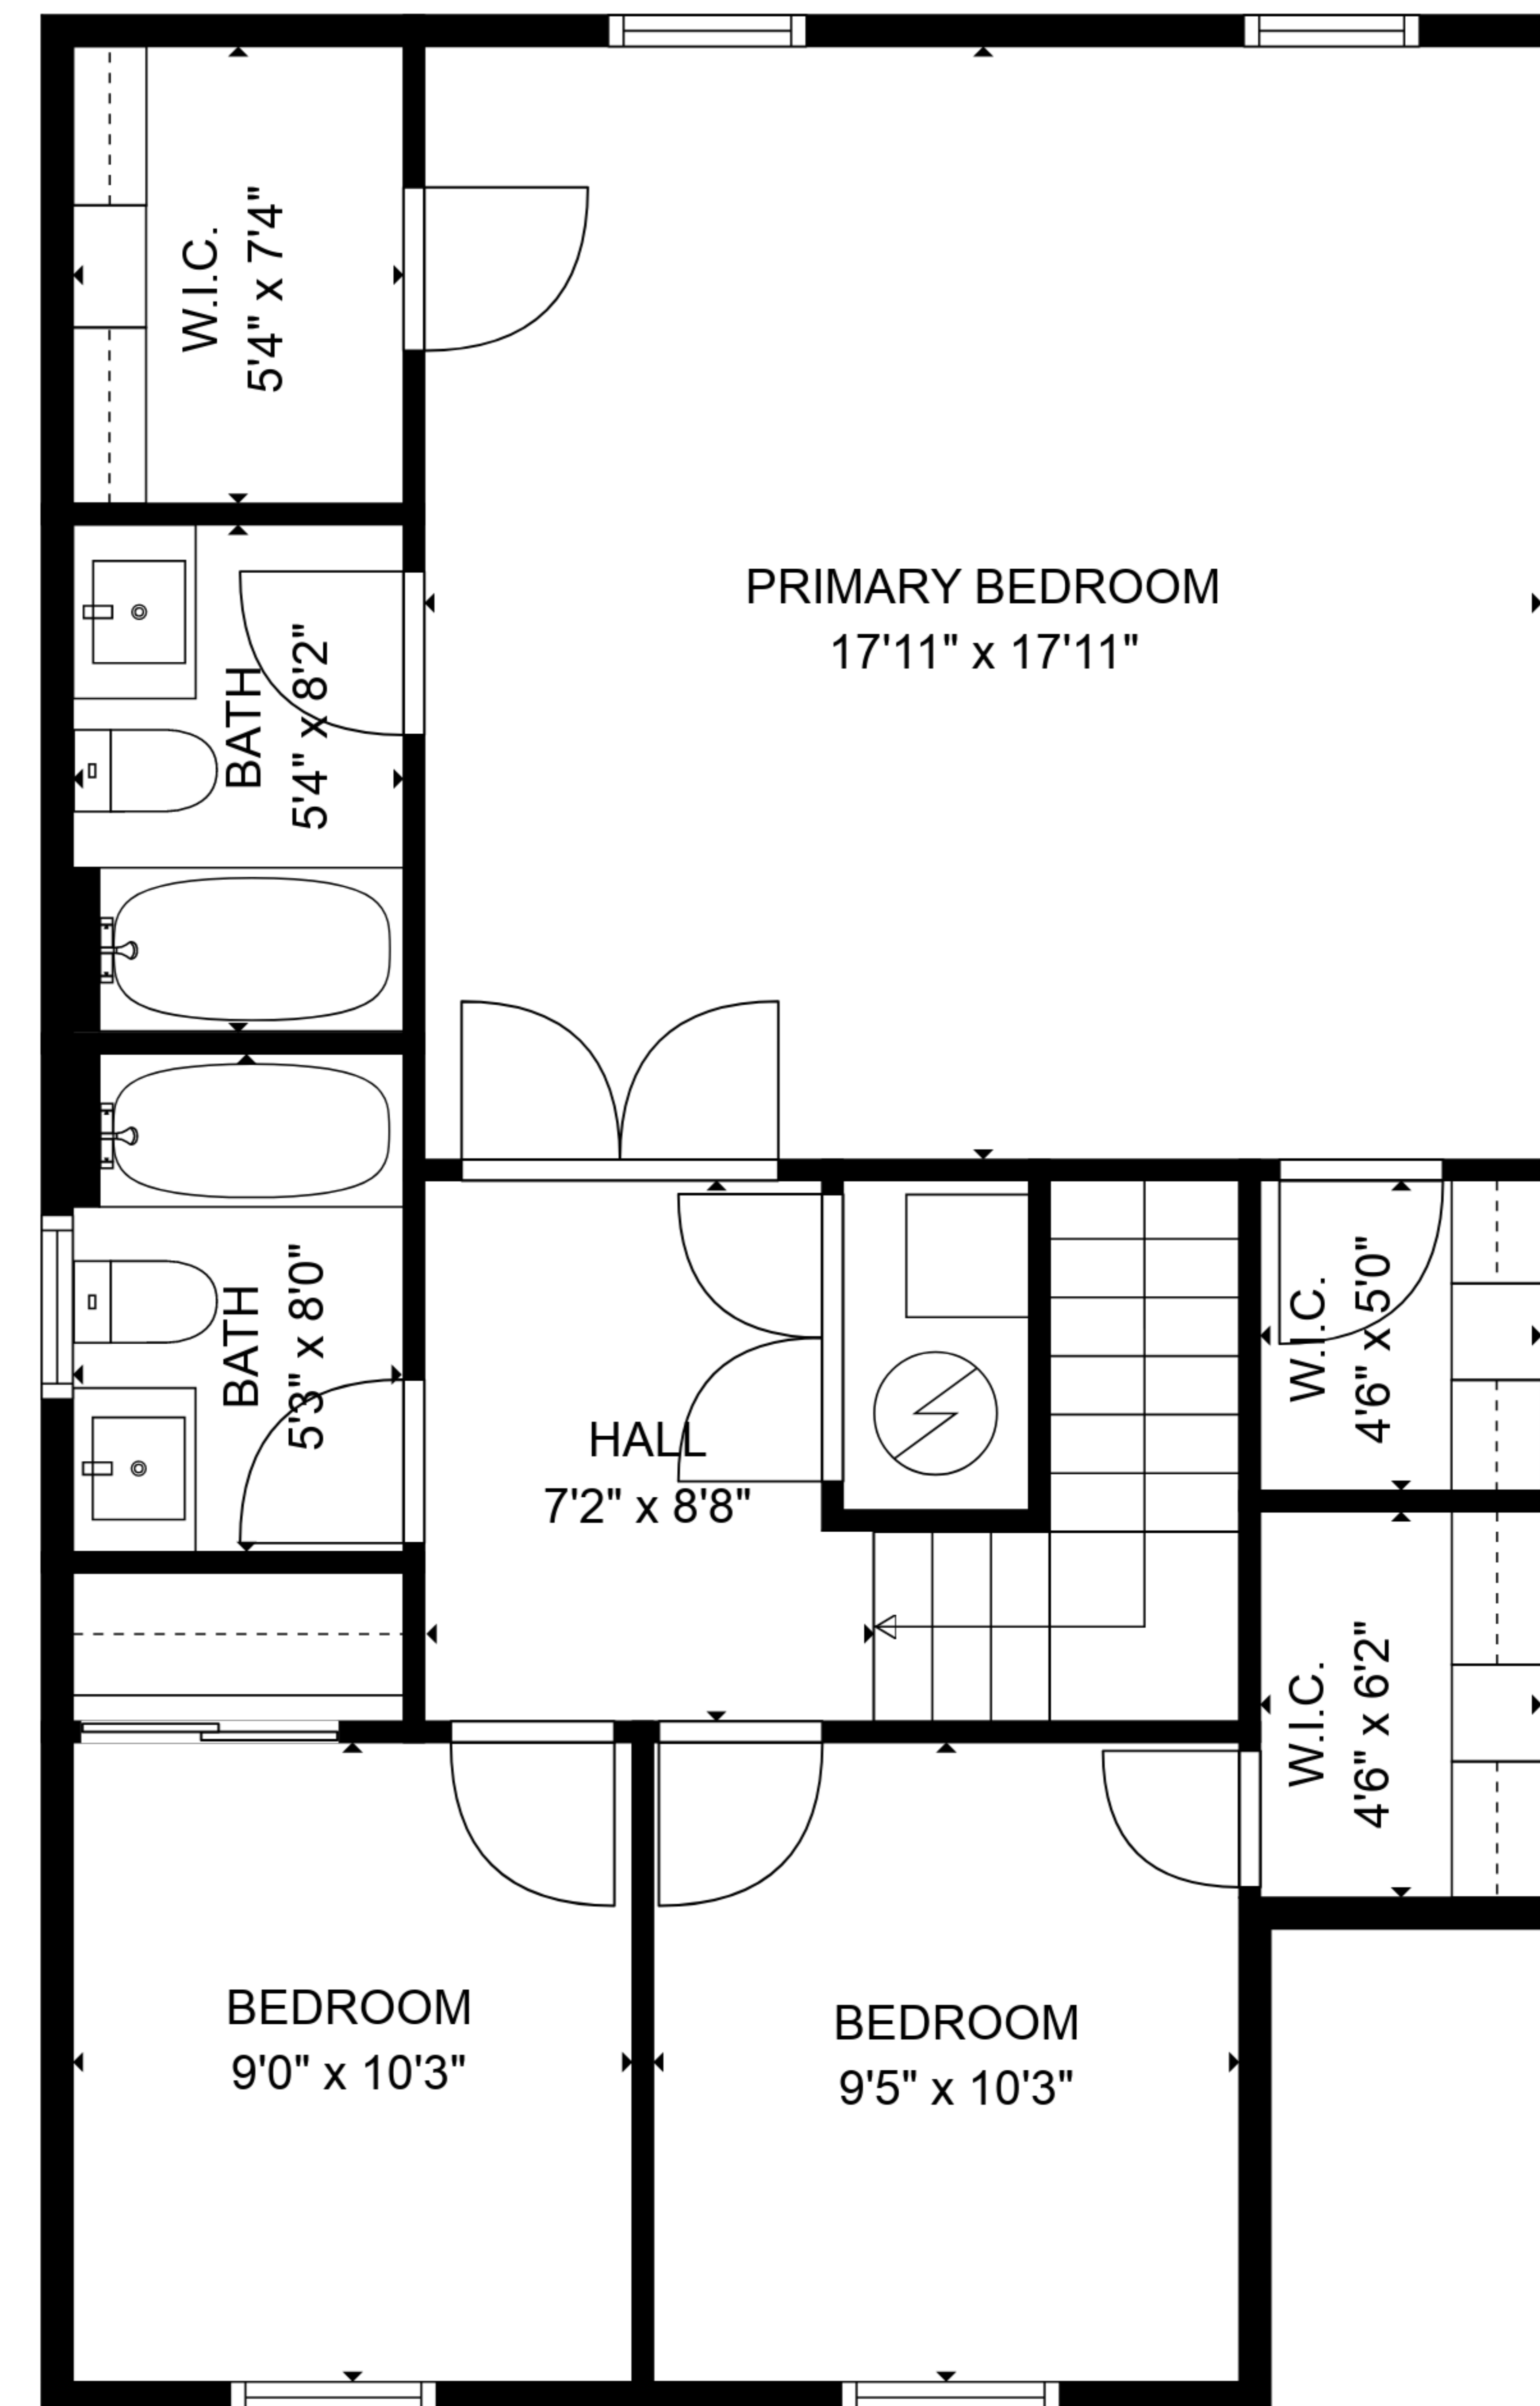 W.I.C.
5'4" x 7'4"
PRIMARY BEDROOM
17'11" x 17'11"
BATH
5'4" x 8'2"
BATH
5'3" x 8'0"
HALL
7'2" x 8'8"
W.I.C.
4'6" x 5'0"
W.I.C.
4'6" x 6'2"
BEDROOM
9'0" x 10'3"
BEDROOM
9'5" x 10'3"